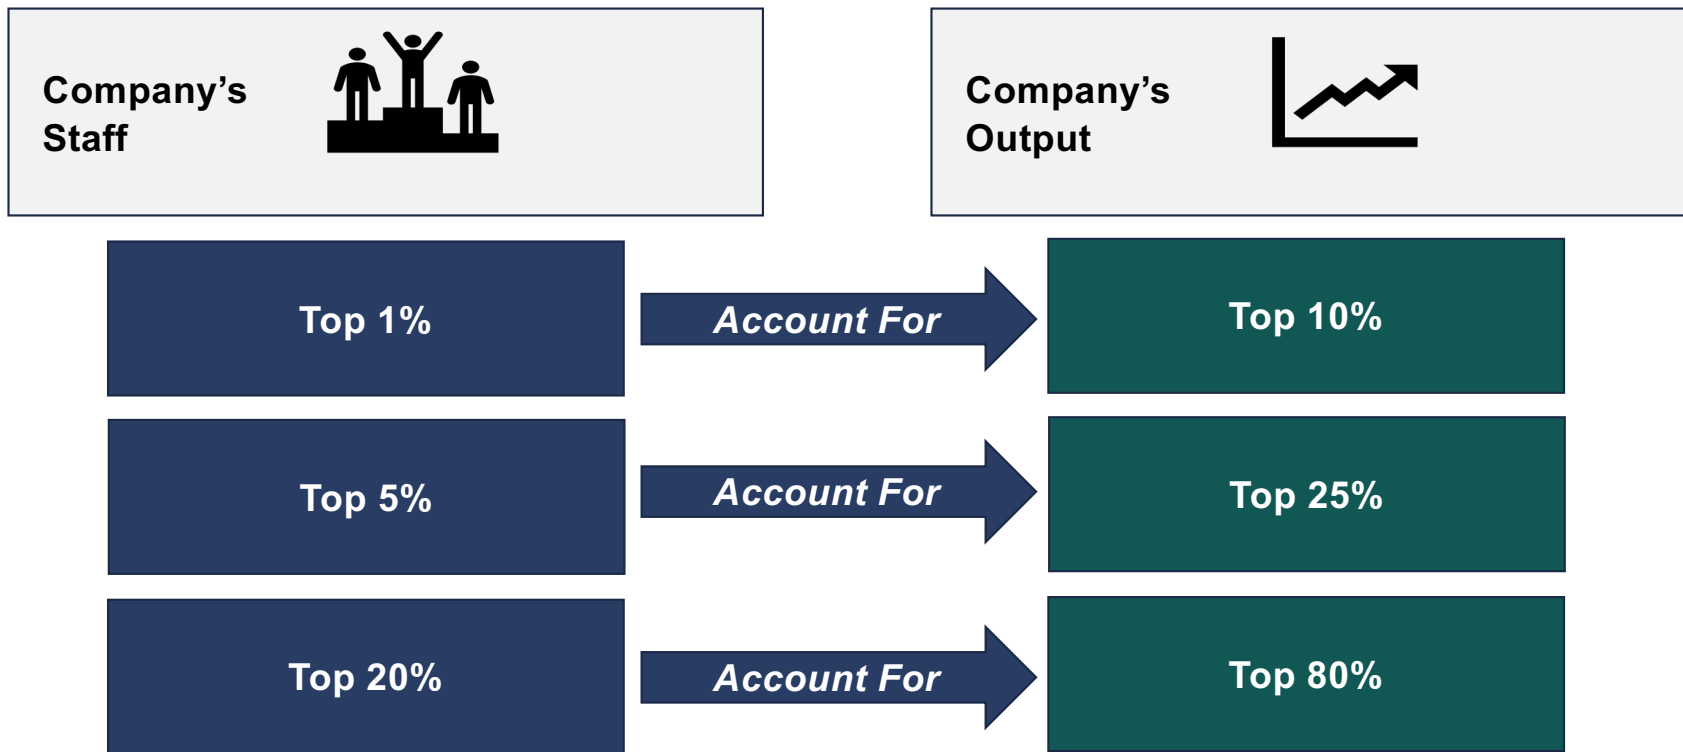 Company’s
Staff
Company’s
Output
Top 1%
Account For
Top 10%
Top 5%
Account For
Top 25%
Top 20%
Account For
Top 80%